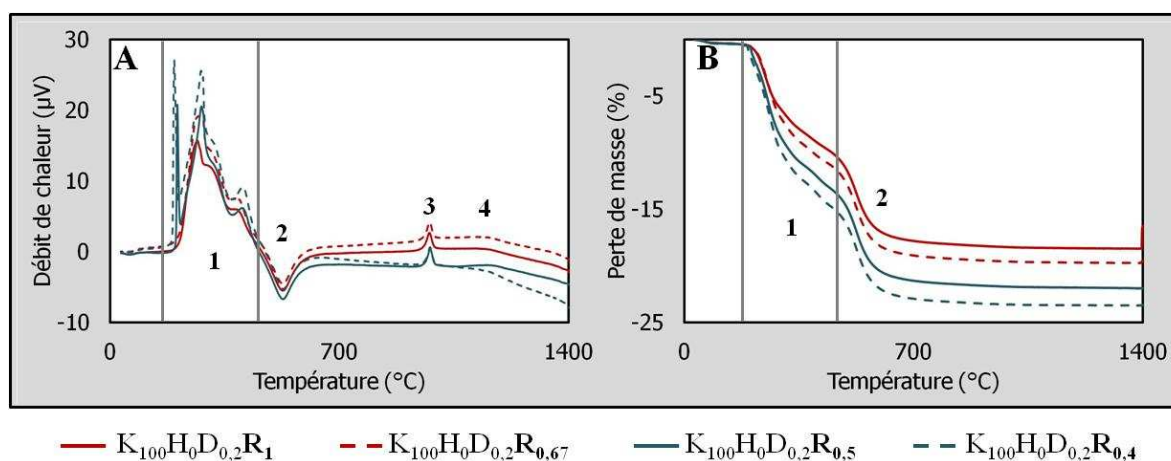 A
Débit de chaleur (µV)
30
20
10
0
-10
1
2
3
4
0
700
1400
Température (°C)
B
Perte de masse (%)
-5
-15
-25
1
2
0
700
1400
Température (°C)
K₁₀₀H₀D₀,₂R₁
K₁₀₀H₀D₀,₂R₀,₆₇
K₁₀₀H₀D₀,₂R₀,₅
K₁₀₀H₀D₀,₂R₀,₄